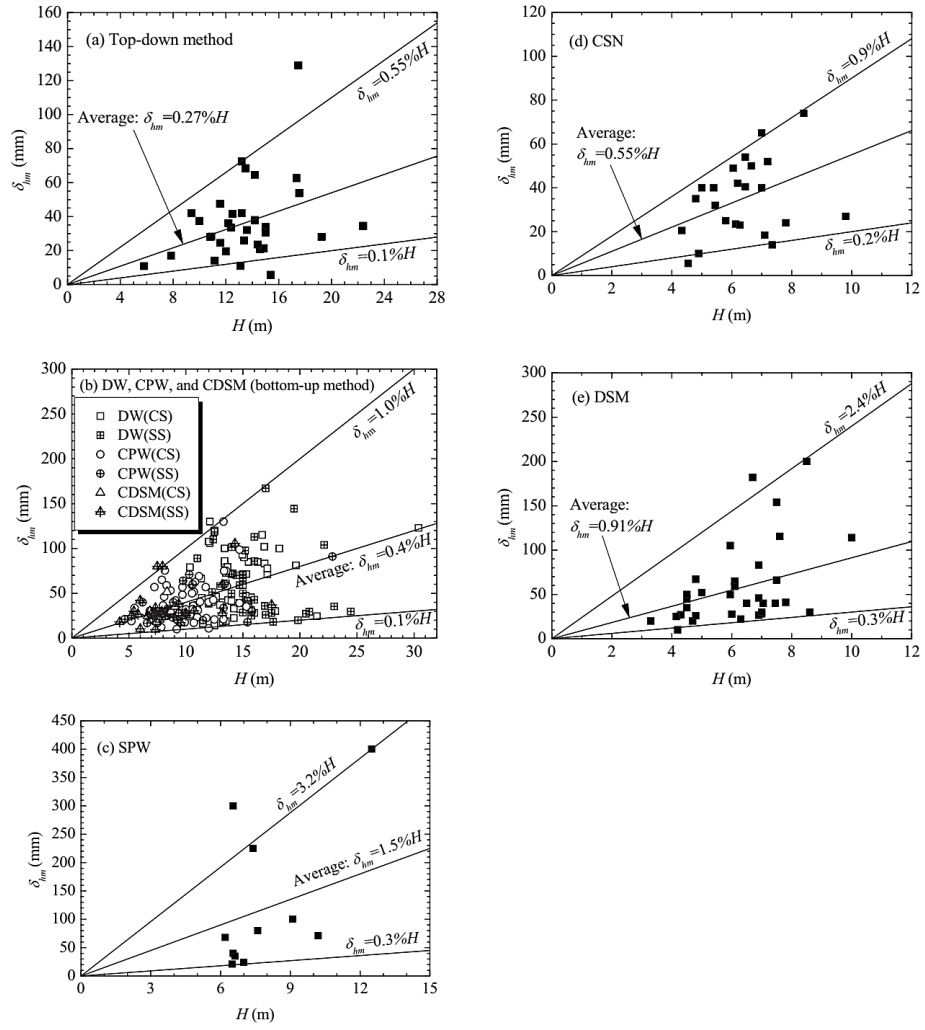 (a) Top-down method
δhm=0.55%H
Average: δhm=0.27%H
δhm=0.1%H
δhm (mm)
160
140
120
100
80
60
40
20
0
0 4 8 12 16 20 24 28
H (m)
(d) CSN
δhm=0.9%H
Average:
δhm=0.55%H
δhm=0.2%H
δhm (mm)
120
100
80
60
40
20
0
0 2 4 6 8 10 12
H (m)
(b) DW, CPW, and CDSM (bottom-up method)
DW(CS)
DW(SS)
CPW(CS)
CPW(SS)
CDSM(CS)
CDSM(SS)
δhm=1.0%H
Average: δhm=0.4%H
δhm=0.1%H
δhm (mm)
300
250
200
150
100
50
0
0 5 10 15 20 25 30
H (m)
(e) DSM
δhm=2.4%H
Average:
δhm=0.91%H
δhm=0.3%H
δhm (mm)
300
250
200
150
100
50
0
0 2 4 6 8 10 12
H (m)
(c) SPW
δhm=3.2%H
Average: δhm=1.5%H
δhm=0.3%H
δhm (mm)
450
400
350
300
250
200
150
100
50
0
0 3 6 9 12 15
H (m)